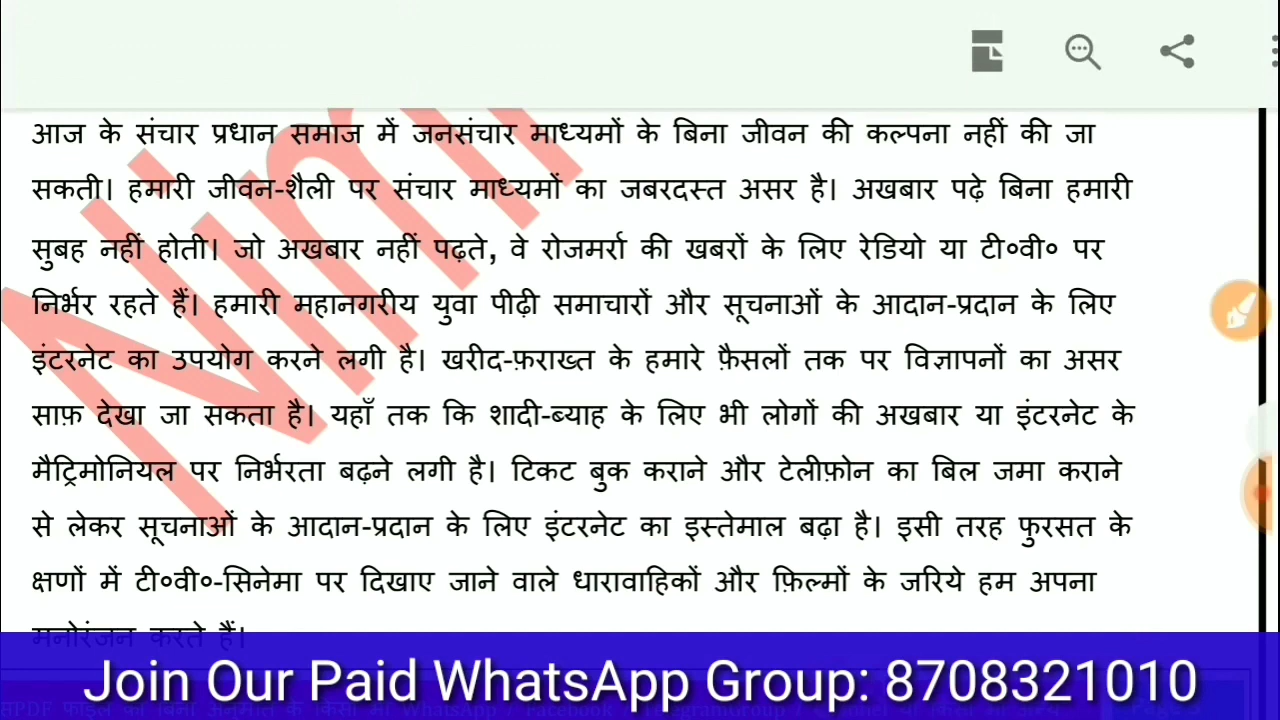 आज के संचार प्रधान समाज में जनसंचार माध्यमों के बिना जीवन की कल्पना नहीं की जा
सकती। हमारी जीवन-शैली पर संचार माध्यमों का जबरदस्त असर है। अखबार पढ़े बिना हमारी
सुबह नहीं होती। जो अखबार नहीं पढ़ते, वे रोजमर्रा की खबरों के लिए रेडियो या टी०वी० पर
निर्भर रहते हैं। हमारी महानगरीय युवा पीढ़ी समाचारों और सूचनाओं के आदान-प्रदान के लिए
इंटरनेट का उपयोग करने लगी है। खरीद-फ़राख्त के हमारे फ़ैसलों तक पर विज्ञापनों का असर
साफ़ देखा जा सकता है। यहाँ तक कि शादी-ब्याह के लिए भी लोगों की अखबार या इंटरनेट के
मैट्रिमोनियल पर निर्भरता बढ़ने लगी है। टिकट बुक कराने और टेलीफ़ोन का बिल जमा कराने
से लेकर सूचनाओं के आदान-प्रदान के लिए इंटरनेट का इस्तेमाल बढ़ा है। इसी तरह फुरसत के
क्षणों में टी०वी०-सिनेमा पर दिखाए जाने वाले धारावाहिकों और फ़िल्मों के जरिये हम अपना
मनोरंजन करते हैं।
Join Our Paid WhatsApp Group: 8708321010